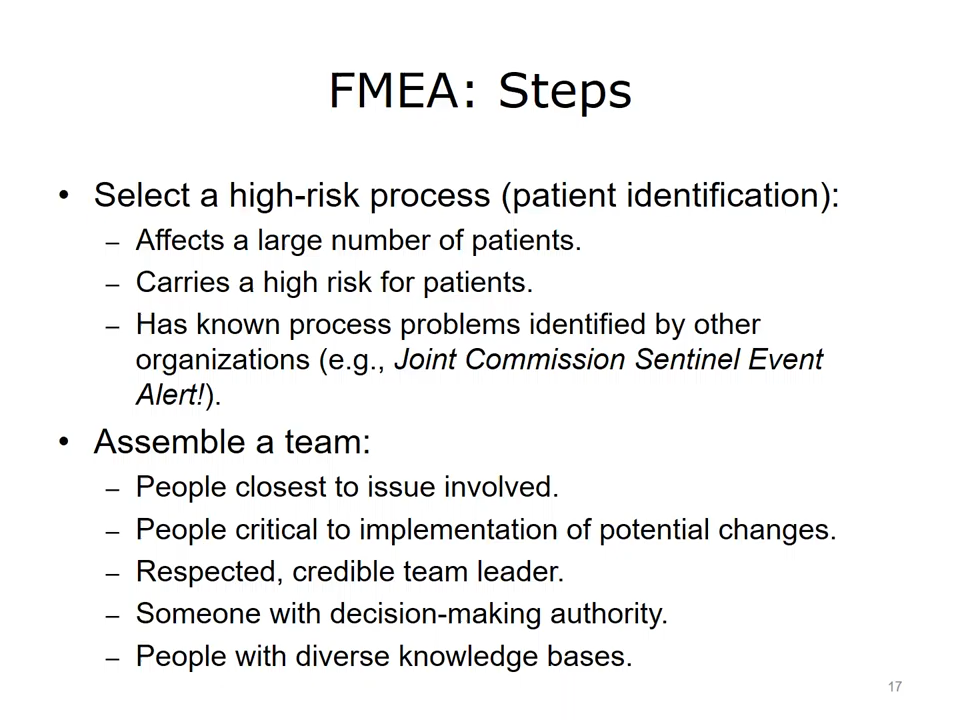 FMEA: Steps
• Select a high-risk process (patient identification):
– Affects a large number of patients.
– Carries a high risk for patients.
– Has known process problems identified by other
organizations (e.g., Joint Commission Sentinel Event
Alert!).
• Assemble a team:
– People closest to issue involved.
– People critical to implementation of potential changes.
– Respected, credible team leader.
– Someone with decision-making authority.
– People with diverse knowledge bases.
17